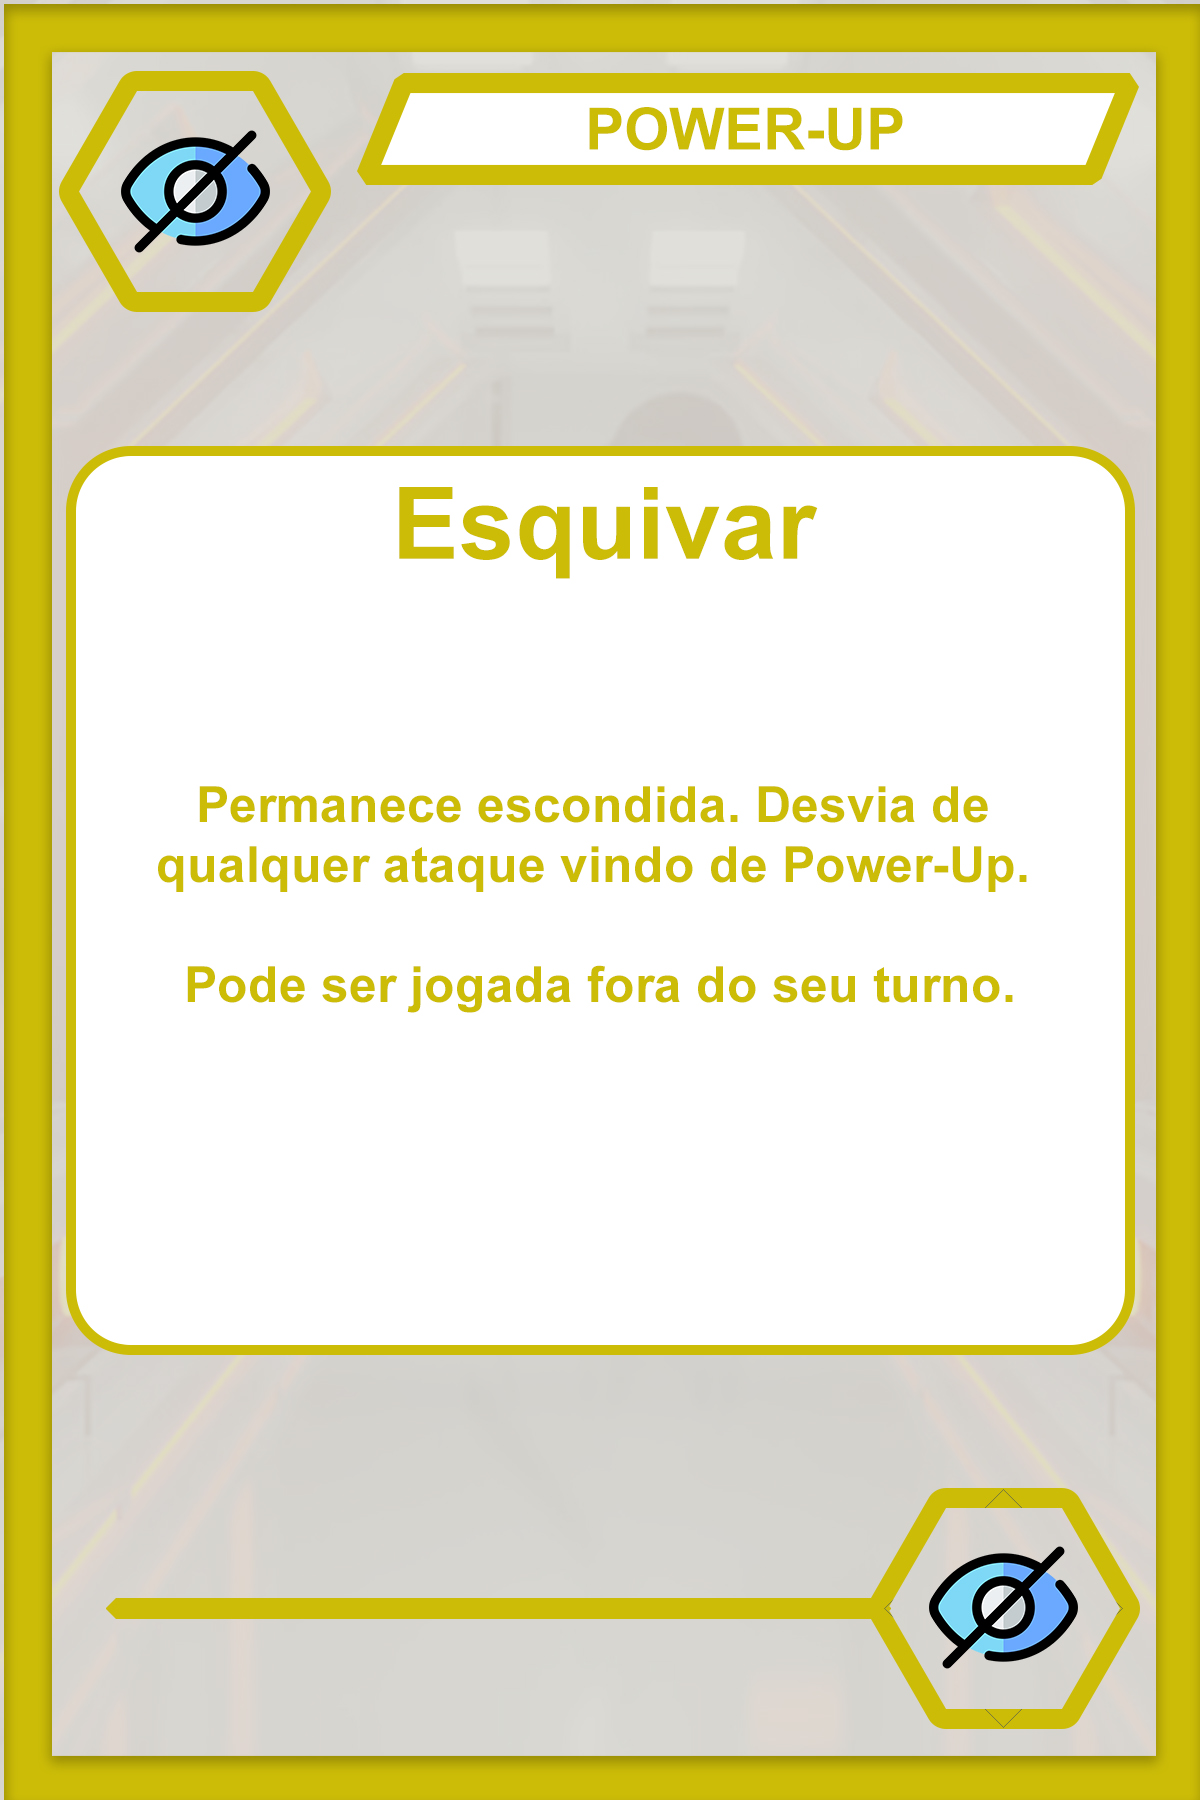 POWER-UP
Esquivar
Permanece escondida. Desvia de
qualquer ataque vindo de Power-Up.
Pode ser jogada fora do seu turno.